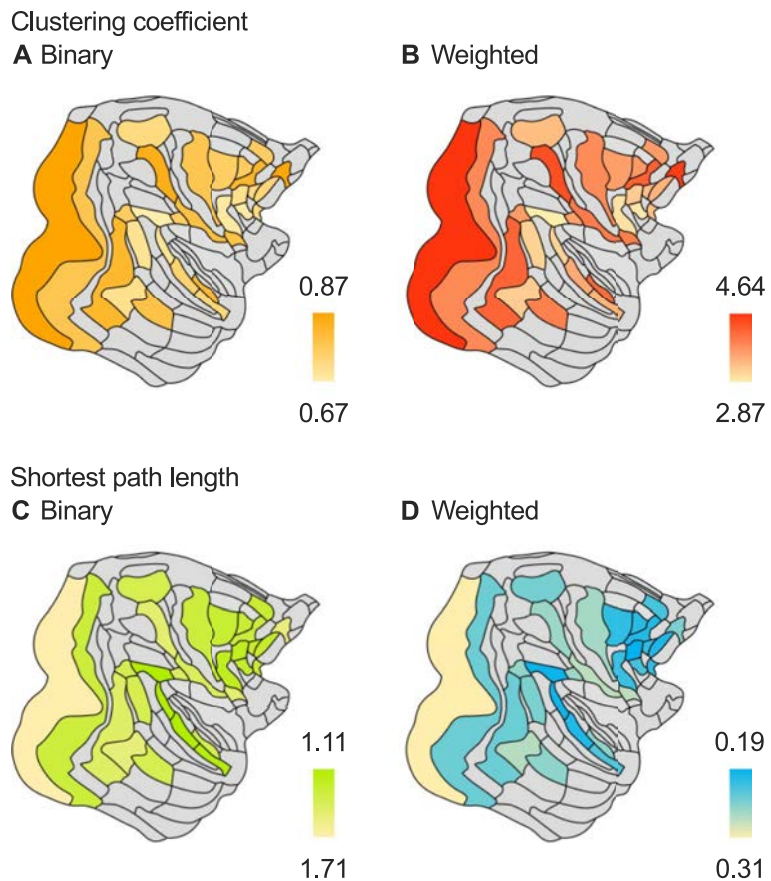 Clustering coefficient
A Binary
B Weighted
0.87
0.67
4.64
2.87
Shortest path length
C Binary
D Weighted
1.11
1.71
0.19
0.31